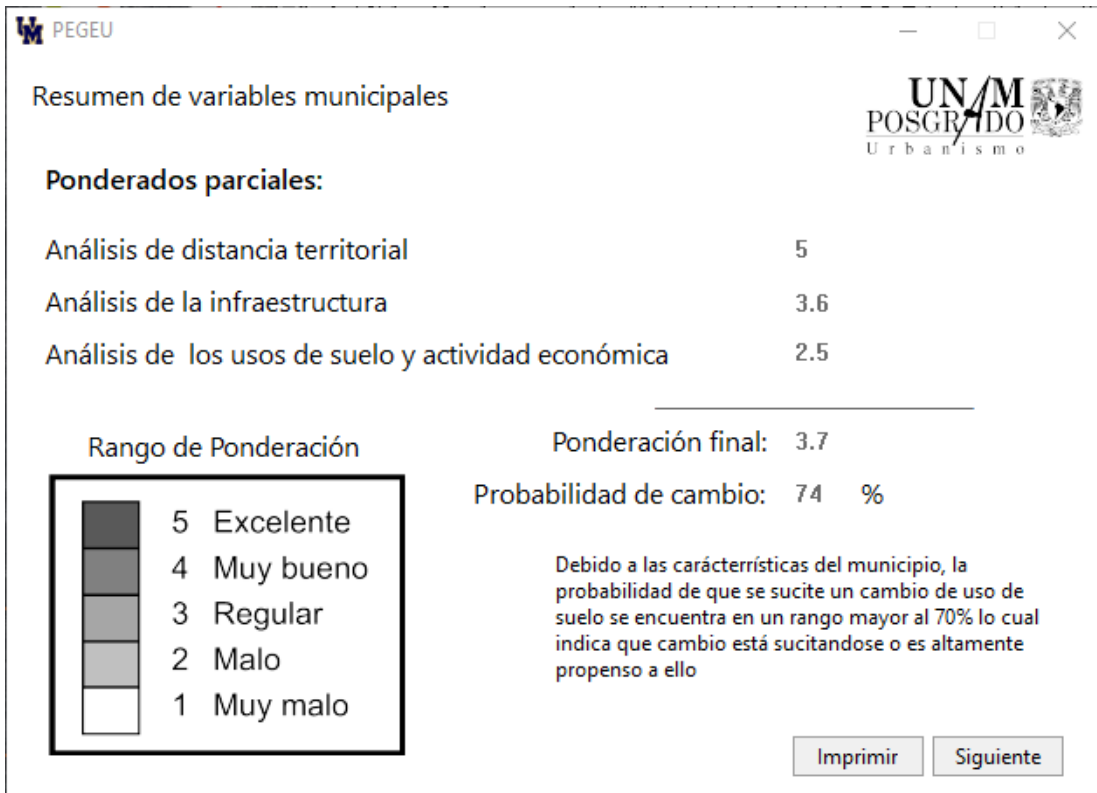 UM PEGEU
Resumen de variables municipales
UNAM
POSGRADO
Urbanismo
Ponderados parciales:
Análisis de distancia territorial 5
Análisis de la infraestructura 3.6
Análisis de los usos de suelo y actividad económica 2.5
Rango de Ponderación
5 Excelente
4 Muy bueno
3 Regular
2 Malo
1 Muy malo
Ponderación final: 3.7
Probabilidad de cambio: 74 %
Debido a las carácterrísticas del municipio, la
probabilidad de que se sucite un cambio de uso de
suelo se encuentra en un rango mayor al 70% lo cual
indica que cambio está sucitandose o es altamente
propenso a ello
Imprimir Siguiente